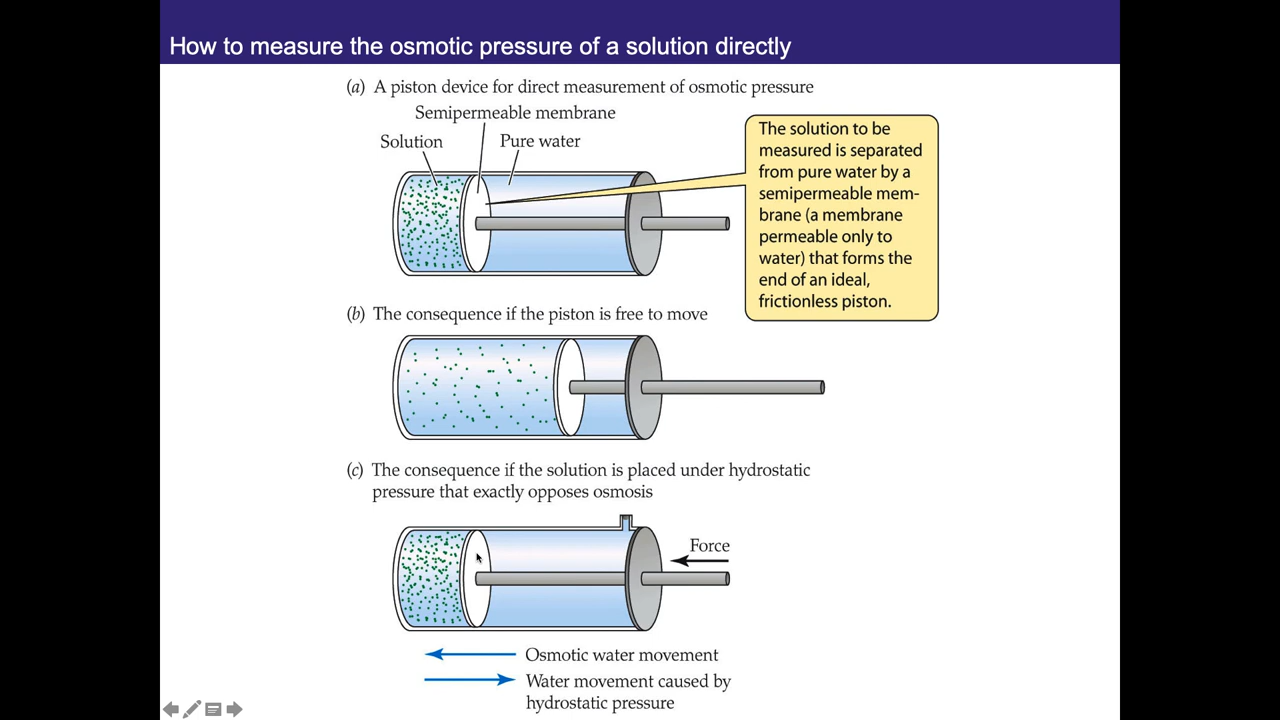 How to measure the osmotic pressure of a solution directly
(a) A piston device for direct measurement of osmotic pressure
Semipermeable membrane
Solution
Pure water
The solution to be
measured is separated
from pure water by a
semipermeable mem-
brane (a membrane
permeable only to
water) that forms the
end of an ideal,
frictionless piston.
(b) The consequence if the piston is free to move
(c) The consequence if the solution is placed under hydrostatic
pressure that exactly opposes osmosis
Force
Osmotic water movement
Water movement caused by
hydrostatic pressure